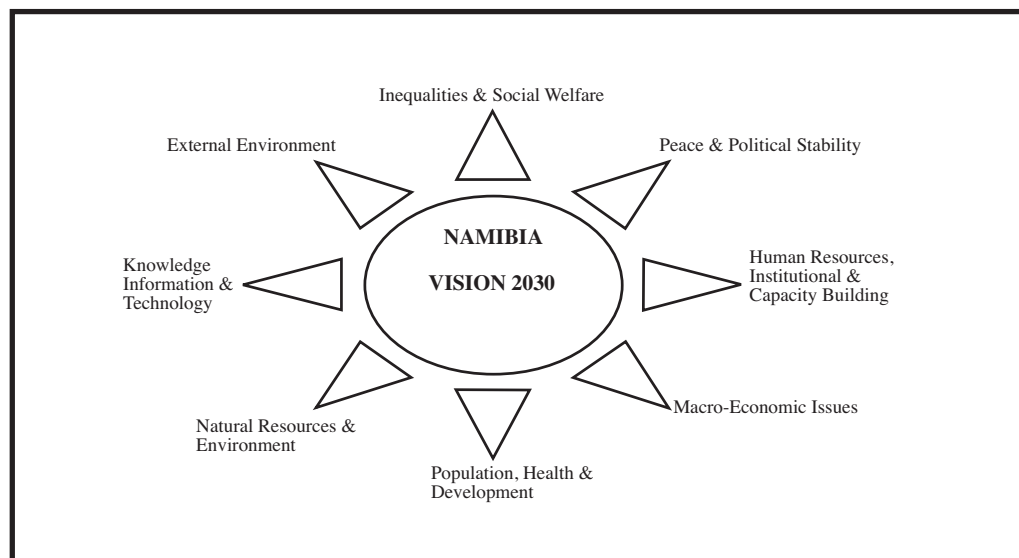 Inequalities & Social Welfare
External Environment
Peace & Political Stability
NAMIBIA
VISION 2030
Knowledge
Information &
Technology
Human Resources,
Institutional &
Capacity Building
Natural Resources &
Environment
Macro-Economic Issues
Population, Health &
Development